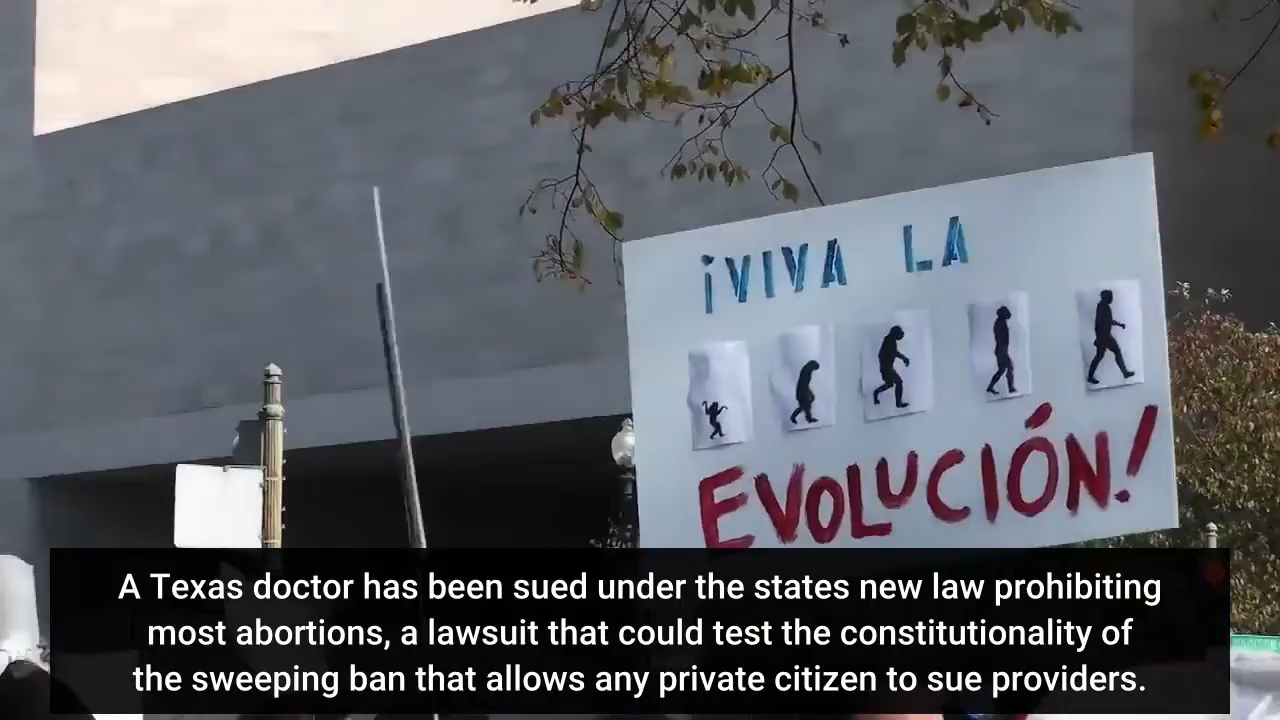 ¡VIVA LA
EVOLUCIÓN!
A Texas doctor has been sued under the states new law prohibiting
most abortions, a lawsuit that could test the constitutionality of
the sweeping ban that allows any private citizen to sue providers.